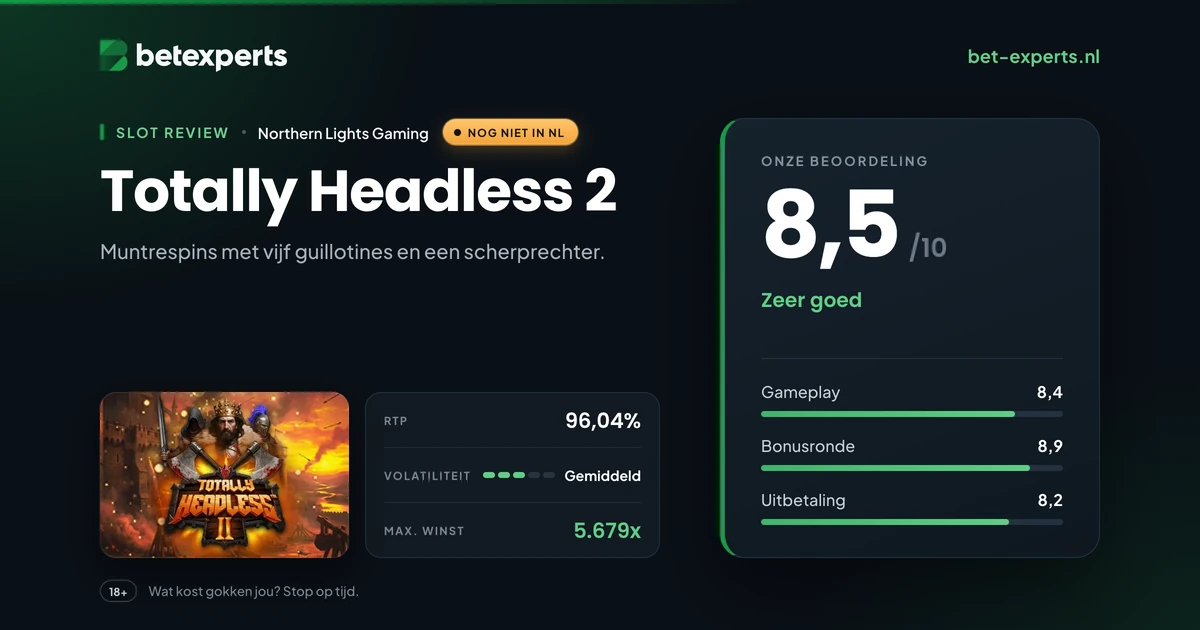 betexperts
bet-experts.nl
SLOT REVIEW • Northern Lights Gaming
• NOG NIET IN NL
Totally Headless 2
Muntrespins met vijf guillotines en een scherprechter.
TOTALLY
HEADLESS
II
RTP 96,04%
VOLATILITEIT Gemiddeld
MAX. WINST 5.679x
18+ Wat kost gokken jou? Stop op tijd.
ONZE BEOORDELING
8,5 /10
Zeer goed
Gameplay 8,4
Bonusronde 8,9
Uitbetaling 8,2